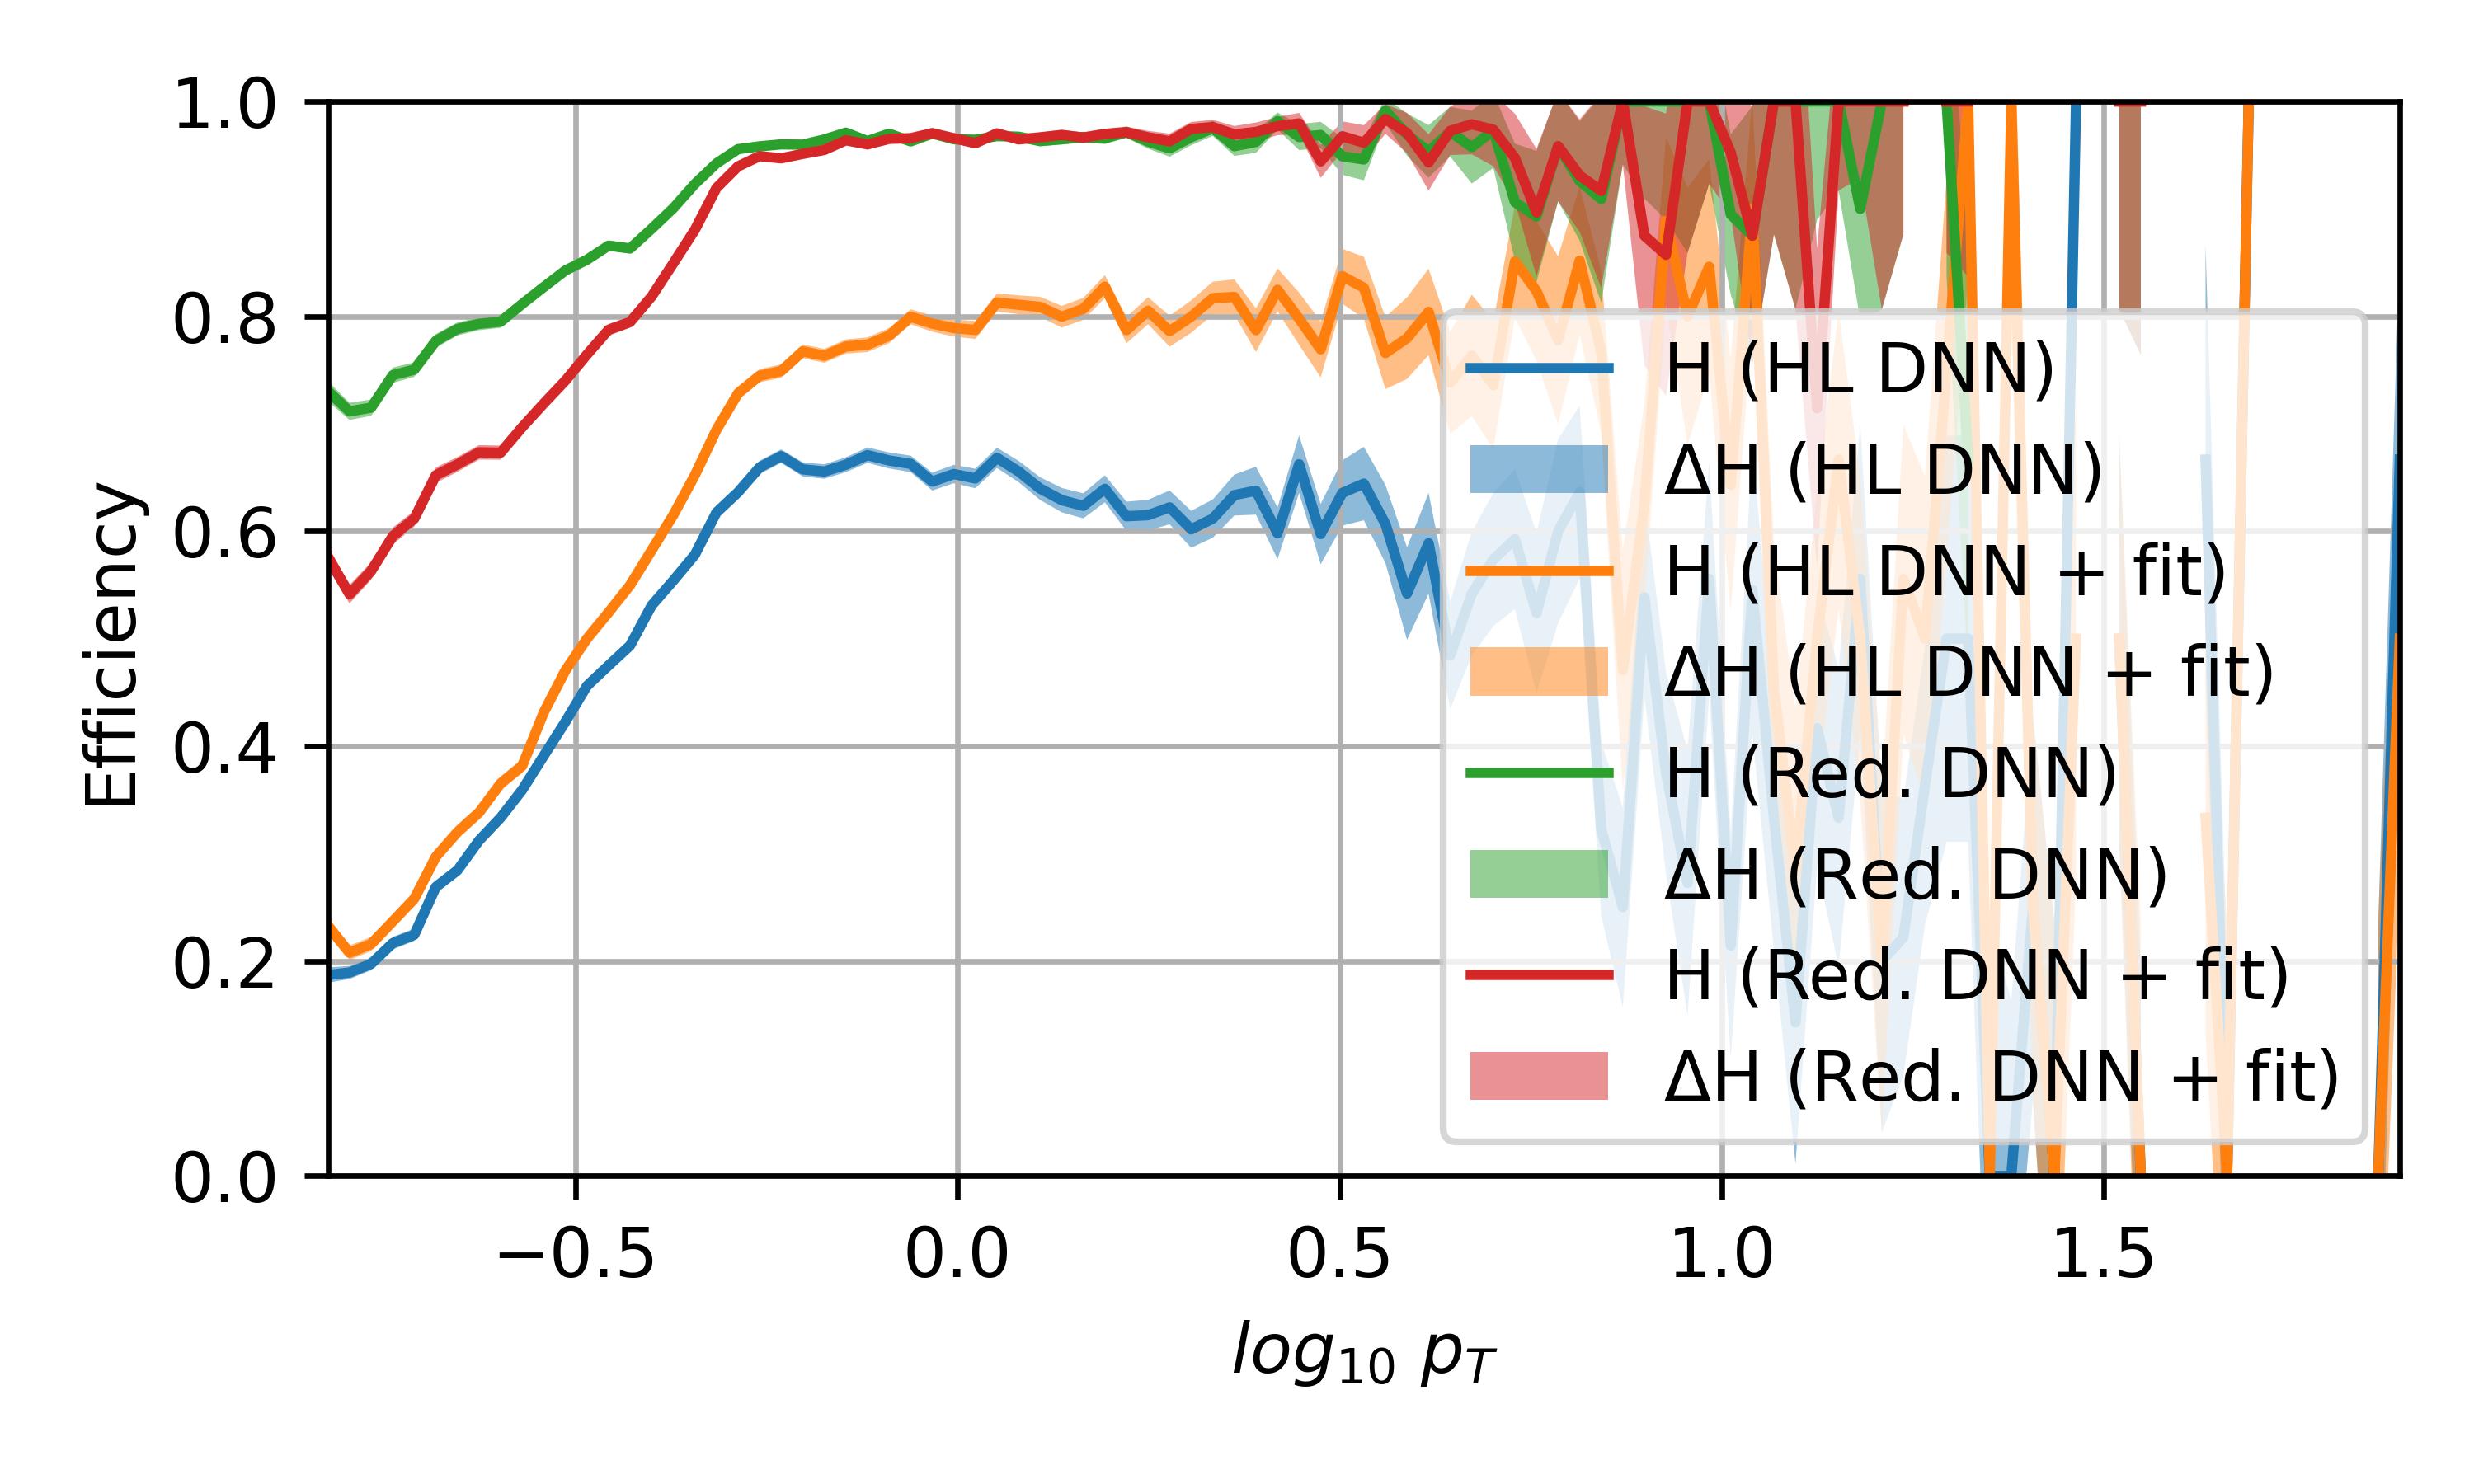 1.0
0.8
0.6
0.4
0.2
0.0
Efficiency
−0.5
0.0
0.5
1.0
1.5
log10 pT
H (HL DNN)
ΔH (HL DNN)
H (HL DNN + fit)
ΔH (HL DNN + fit)
H (Red. DNN)
ΔH (Red. DNN)
H (Red. DNN + fit)
ΔH (Red. DNN + fit)